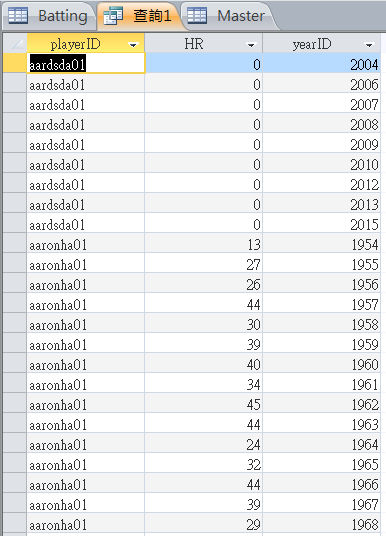 Batting 查詢1 Master
playerID HR yearID
aardsda01 0 2004
aardsda01 0 2006
aardsda01 0 2007
aardsda01 0 2008
aardsda01 0 2009
aardsda01 0 2010
aardsda01 0 2012
aardsda01 0 2013
aardsda01 0 2015
aaronha01 13 1954
aaronha01 27 1955
aaronha01 26 1956
aaronha01 44 1957
aaronha01 30 1958
aaronha01 39 1959
aaronha01 40 1960
aaronha01 34 1961
aaronha01 45 1962
aaronha01 44 1963
aaronha01 24 1964
aaronha01 32 1965
aaronha01 44 1966
aaronha01 39 1967
aaronha01 29 1968